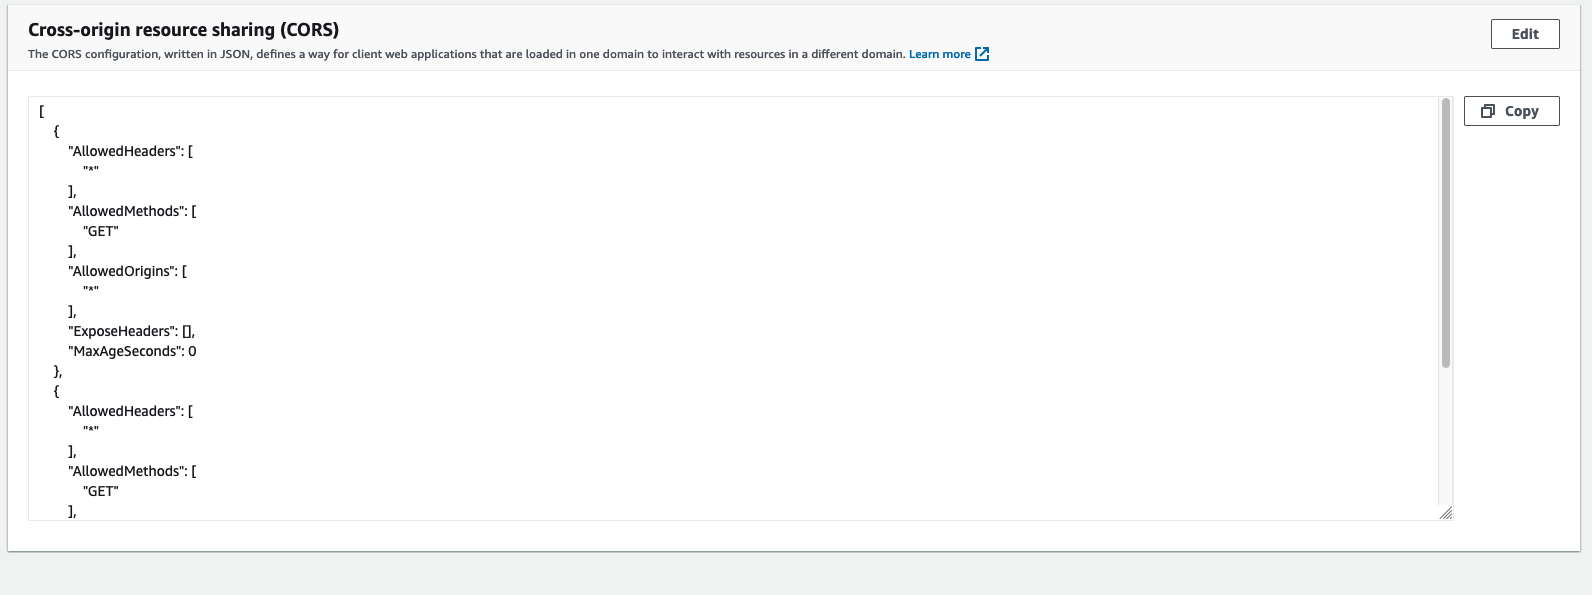 Cross-origin resource sharing (CORS)
Edit
The CORS configuration, written in JSON, defines a way for client web applications that are loaded in one domain to interact with resources in a different domain. Learn more
Copy
[
{
"AllowedHeaders": [
"*"
],
"AllowedMethods": [
"GET"
],
"AllowedOrigins": [
"*"
],
"ExposeHeaders": [],
"MaxAgeSeconds": 0
},
{
"AllowedHeaders": [
"*"
],
"AllowedMethods": [
"GET"
],